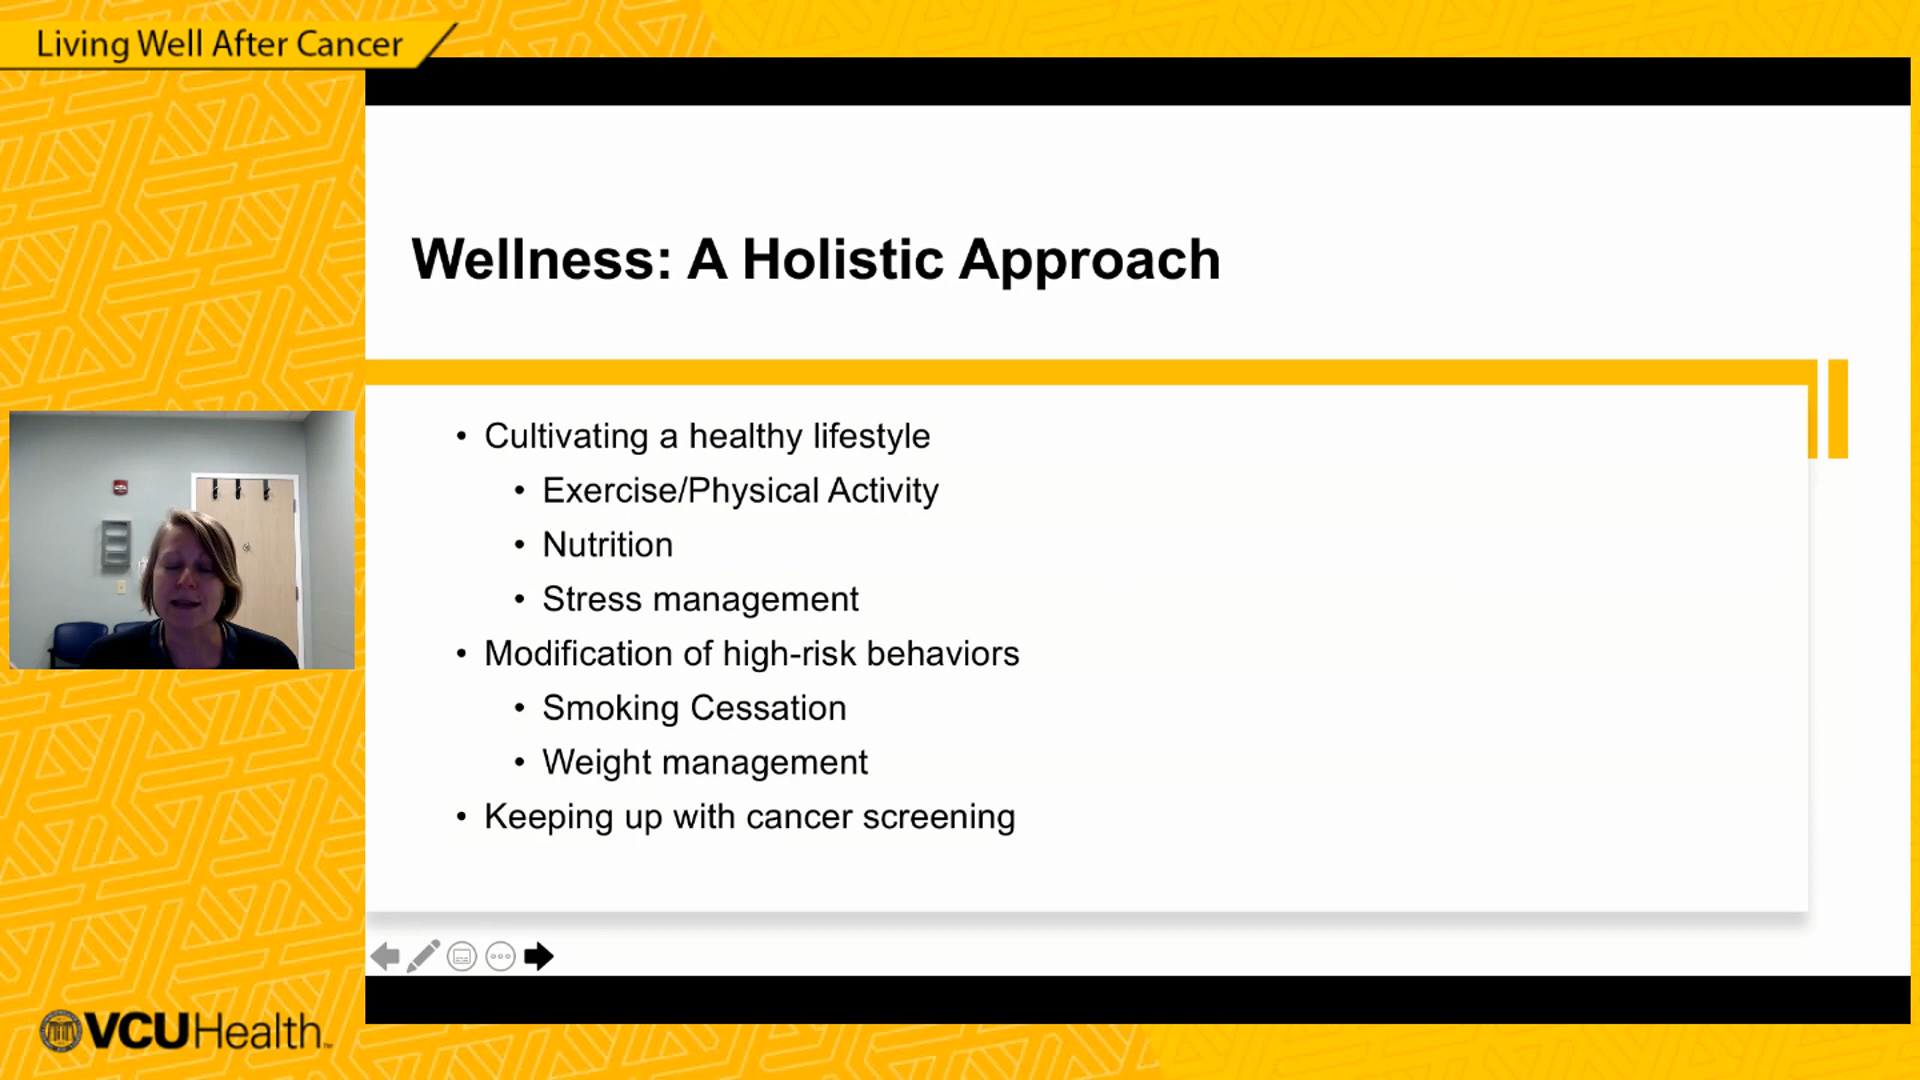 Living Well After Cancer
Wellness: A Holistic Approach
• Cultivating a healthy lifestyle
• Exercise/Physical Activity
• Nutrition
• Stress management
• Modification of high-risk behaviors
• Smoking Cessation
• Weight management
• Keeping up with cancer screening
VCUHealth™